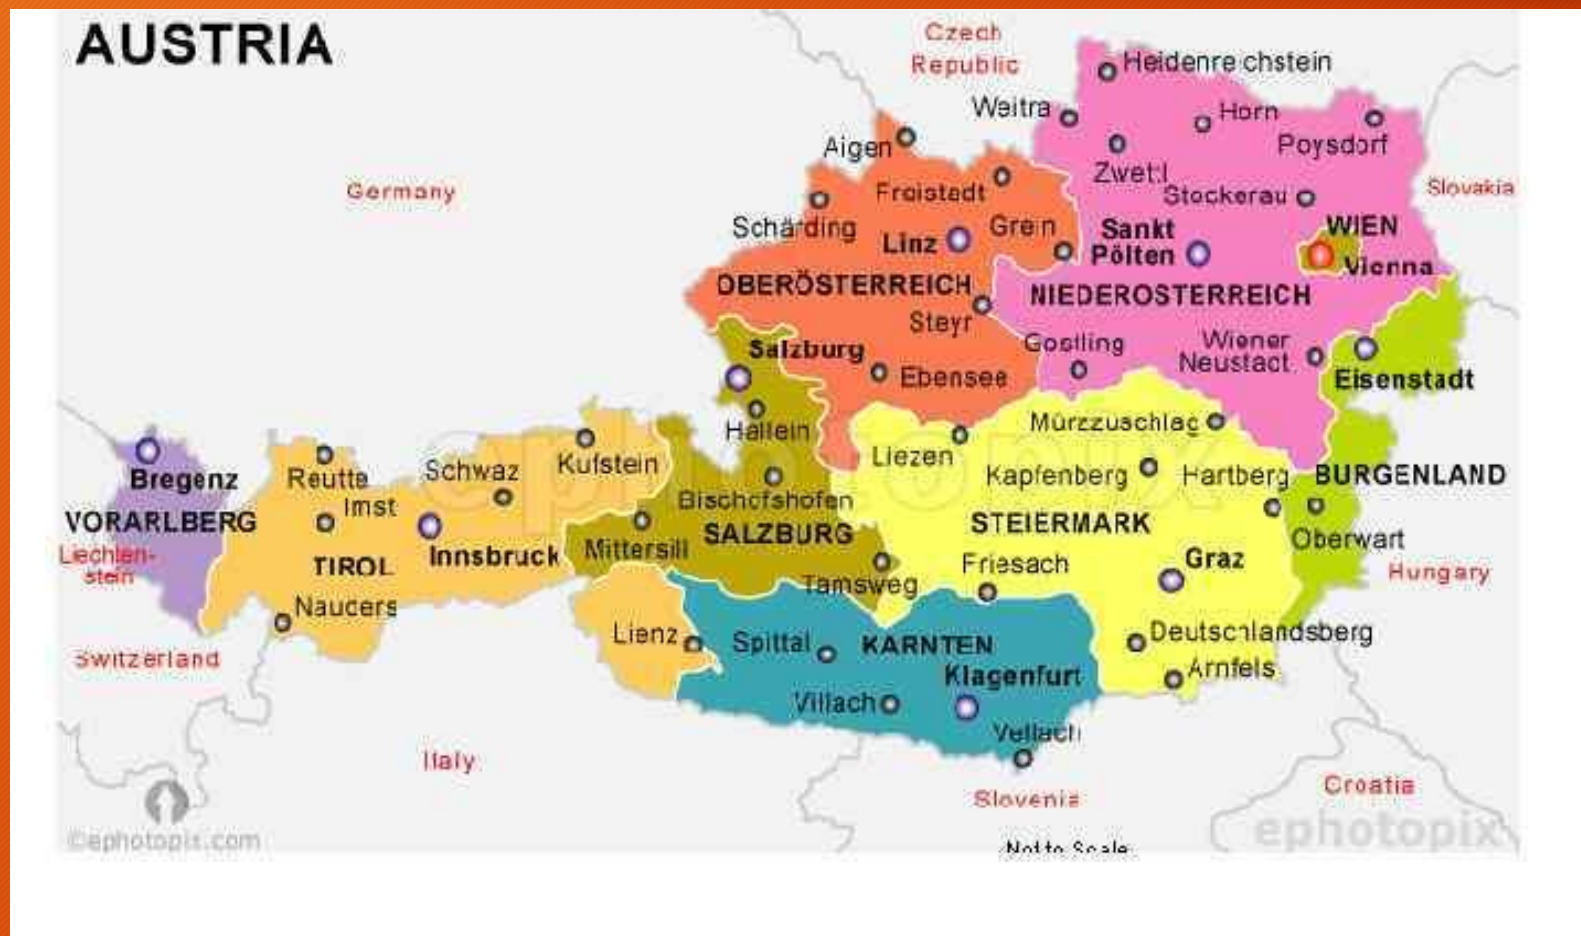 AUSTRIA
Czech
Republic
Heidenreichstein
Weitra
Horn
Poysdorf
Aigen
Zwettl
Germany
Freistadt
Stockerau
Slovakia
Schärding
Linz
Grein
Sankt
Pölten
WIEN
Vienna
OBERÖSTERREICH
NIEDEROSTERREICH
Steyr
Salzburg
Gostling
Wiener
Neustadt
Ebensee
Eisenstadt
Hallein
Mürzzuschlag
Liezen
Kufstein
Schwaz
Reutte
Bregenz
Kapfenberg
Hartberg
BURGENLAND
Imst
Bischofshofen
VORARLBERG
SALZBURG
STEIERMARK
Oberwart
Liechten-
stein
TIROL
Innsbruck
Mittersill
Tamsweg
Friesach
Graz
Hungary
Nauders
Lienz
Spittal
KARNTEN
Deutschlandsberg
Switzerland
Klagenfurt
Arnfels
Villach
Vellach
Italy
Slovenia
Croatia
©ephotopix.com
ephotopix
Not to Scale
ephotopix